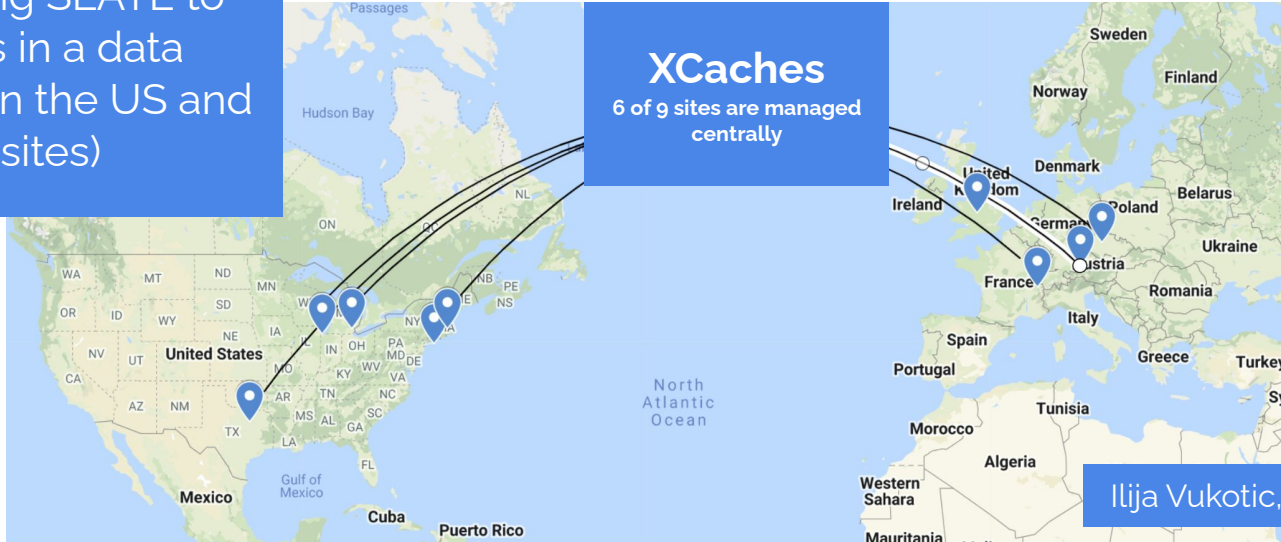 ng SLATE to
s in a data
n the US and
sites)
XCaches
6 of 9 sites are managed
centrally
Passages
Hudson Bay
Sweden
Finland
Norway
Denmark
United
Kingdom
Ireland
Belarus
Poland
Ukraine
France
Romania
Italy
Spain
Portugal
Greece
Turkey
Tunisia
Morocco
Algeria
Western
Sahara
Mauritania
NL
ON
QC
NB
PE
NS
WA
MT
ND
MN
OR
ID
SD
WY
NE
IA
IL
IN
OH
PA
NY
MD
DE
NV
UT
United States
MO
KY
WV
VA
CA
AZ
NM
AR
TN
NC
MS
AL
GA
SC
TX
LA
FL
Gulf of
Mexico
Mexico
Cuba
Puerto Rico
North
Atlantic
Ocean
Ilija Vukotic,